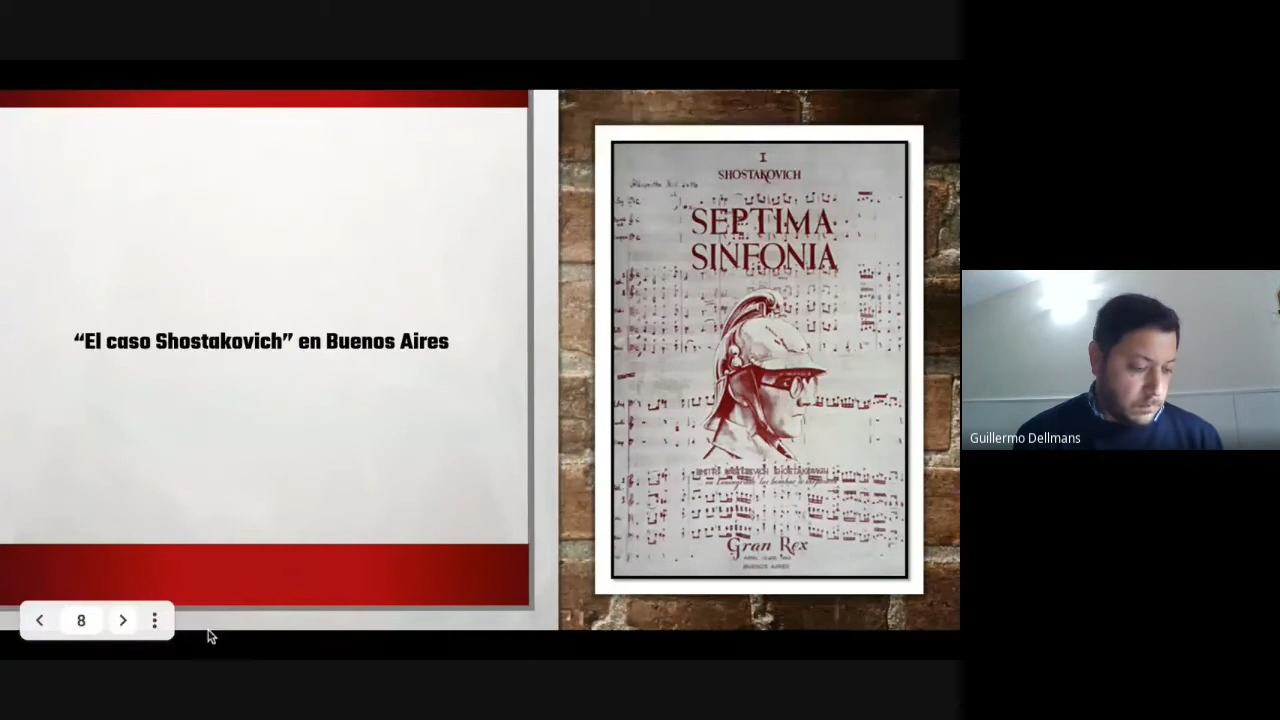 “El caso Shostakovich” en Buenos Aires
I
SHOSTAKOVICH
SEPTIMA
SINFONIA
Gran Rex
BUENOS AIRES
8
Guillermo Dellmans